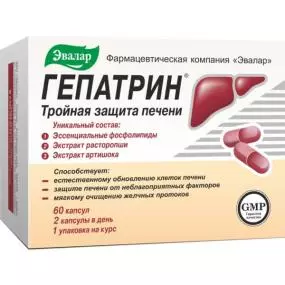 Эвалар
Фармацевтическая компания "Эвалар"
ГЕПАТРИН®
Тройная защита печени
Уникальный состав:
1 Эссенциальные фосфолипиды
2 Экстракт расторопши
3 Экстракт артишока
Способствует:
естественному обновлению клеток печени
защите печени от неблагоприятных факторов
мягкому очищению желчных протоков
60 капсул
2 капсулы в день
1 упаковка на курс
GMP
Гарантия
качества